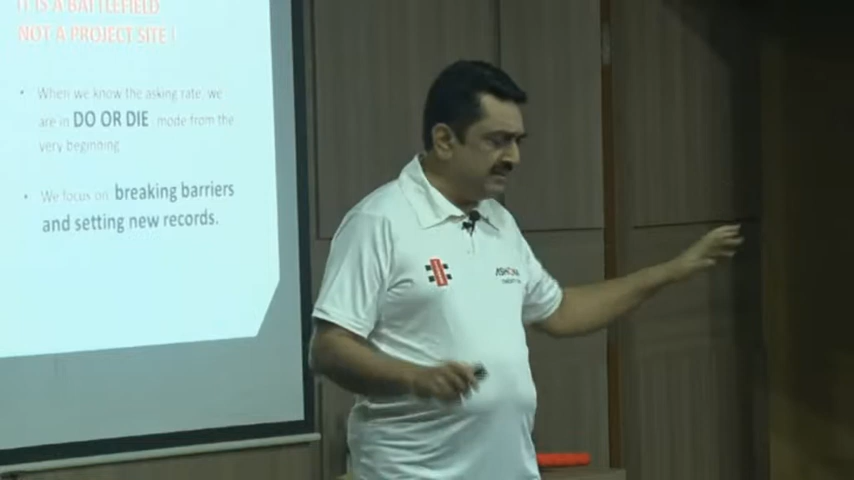 IT IS A BATTLEFIELD
NOT A PROJECT SITE !
• When we know the asking rate, we
are in DO OR DIE mode from the
very beginning
• We focus on breaking barriers
and setting new records.